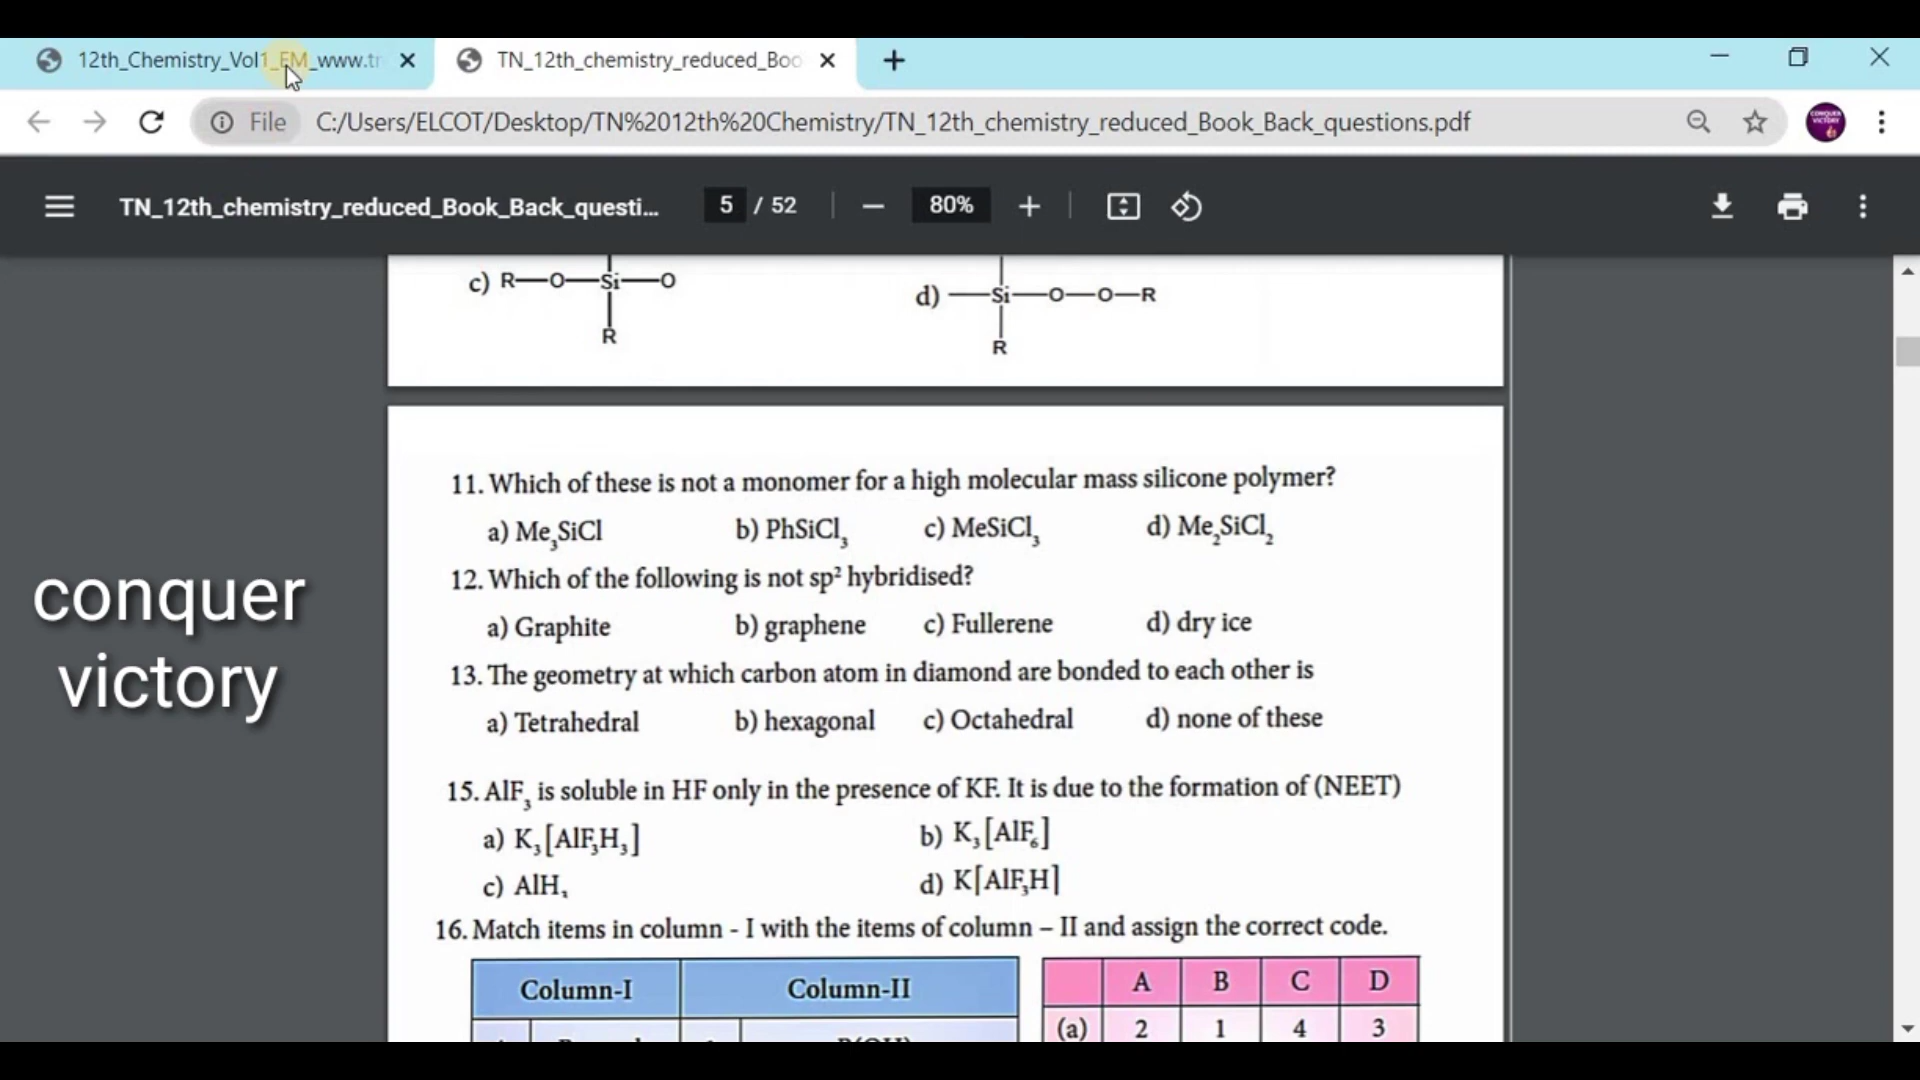 12th_Chemistry_Vol1_EM_www.tr
TN_12th_chemistry_reduced_Boo
File C:/Users/ELCOT/Desktop/TN%2012th%20Chemistry/TN_12th_chemistry_reduced_Book_Back_questions.pdf
CONQUER VICTORY
TN_12th_chemistry_reduced_Book_Back_questi... 5 / 52 80%
c) R—O—Si—O
R
d) —Si—O—O—R
R
11. Which of these is not a monomer for a high molecular mass silicone polymer?
a) Me₃SiCl b) PhSiCl₃ c) MeSiCl₃ d) Me₂SiCl₂
12. Which of the following is not sp² hybridised?
a) Graphite b) graphene c) Fullerene d) dry ice
13. The geometry at which carbon atom in diamond are bonded to each other is
a) Tetrahedral b) hexagonal c) Octahedral d) none of these
15. AlF₃ is soluble in HF only in the presence of KF. It is due to the formation of (NEET)
a) K₃[AlF₃H₃] b) K₃[AlF₆]
c) AlH₃ d) K[AlF₃H]
16. Match items in column - I with the items of column – II and assign the correct code.
Column-I Column-II
A B C D
(a) 2 1 4 3
conquer
victory